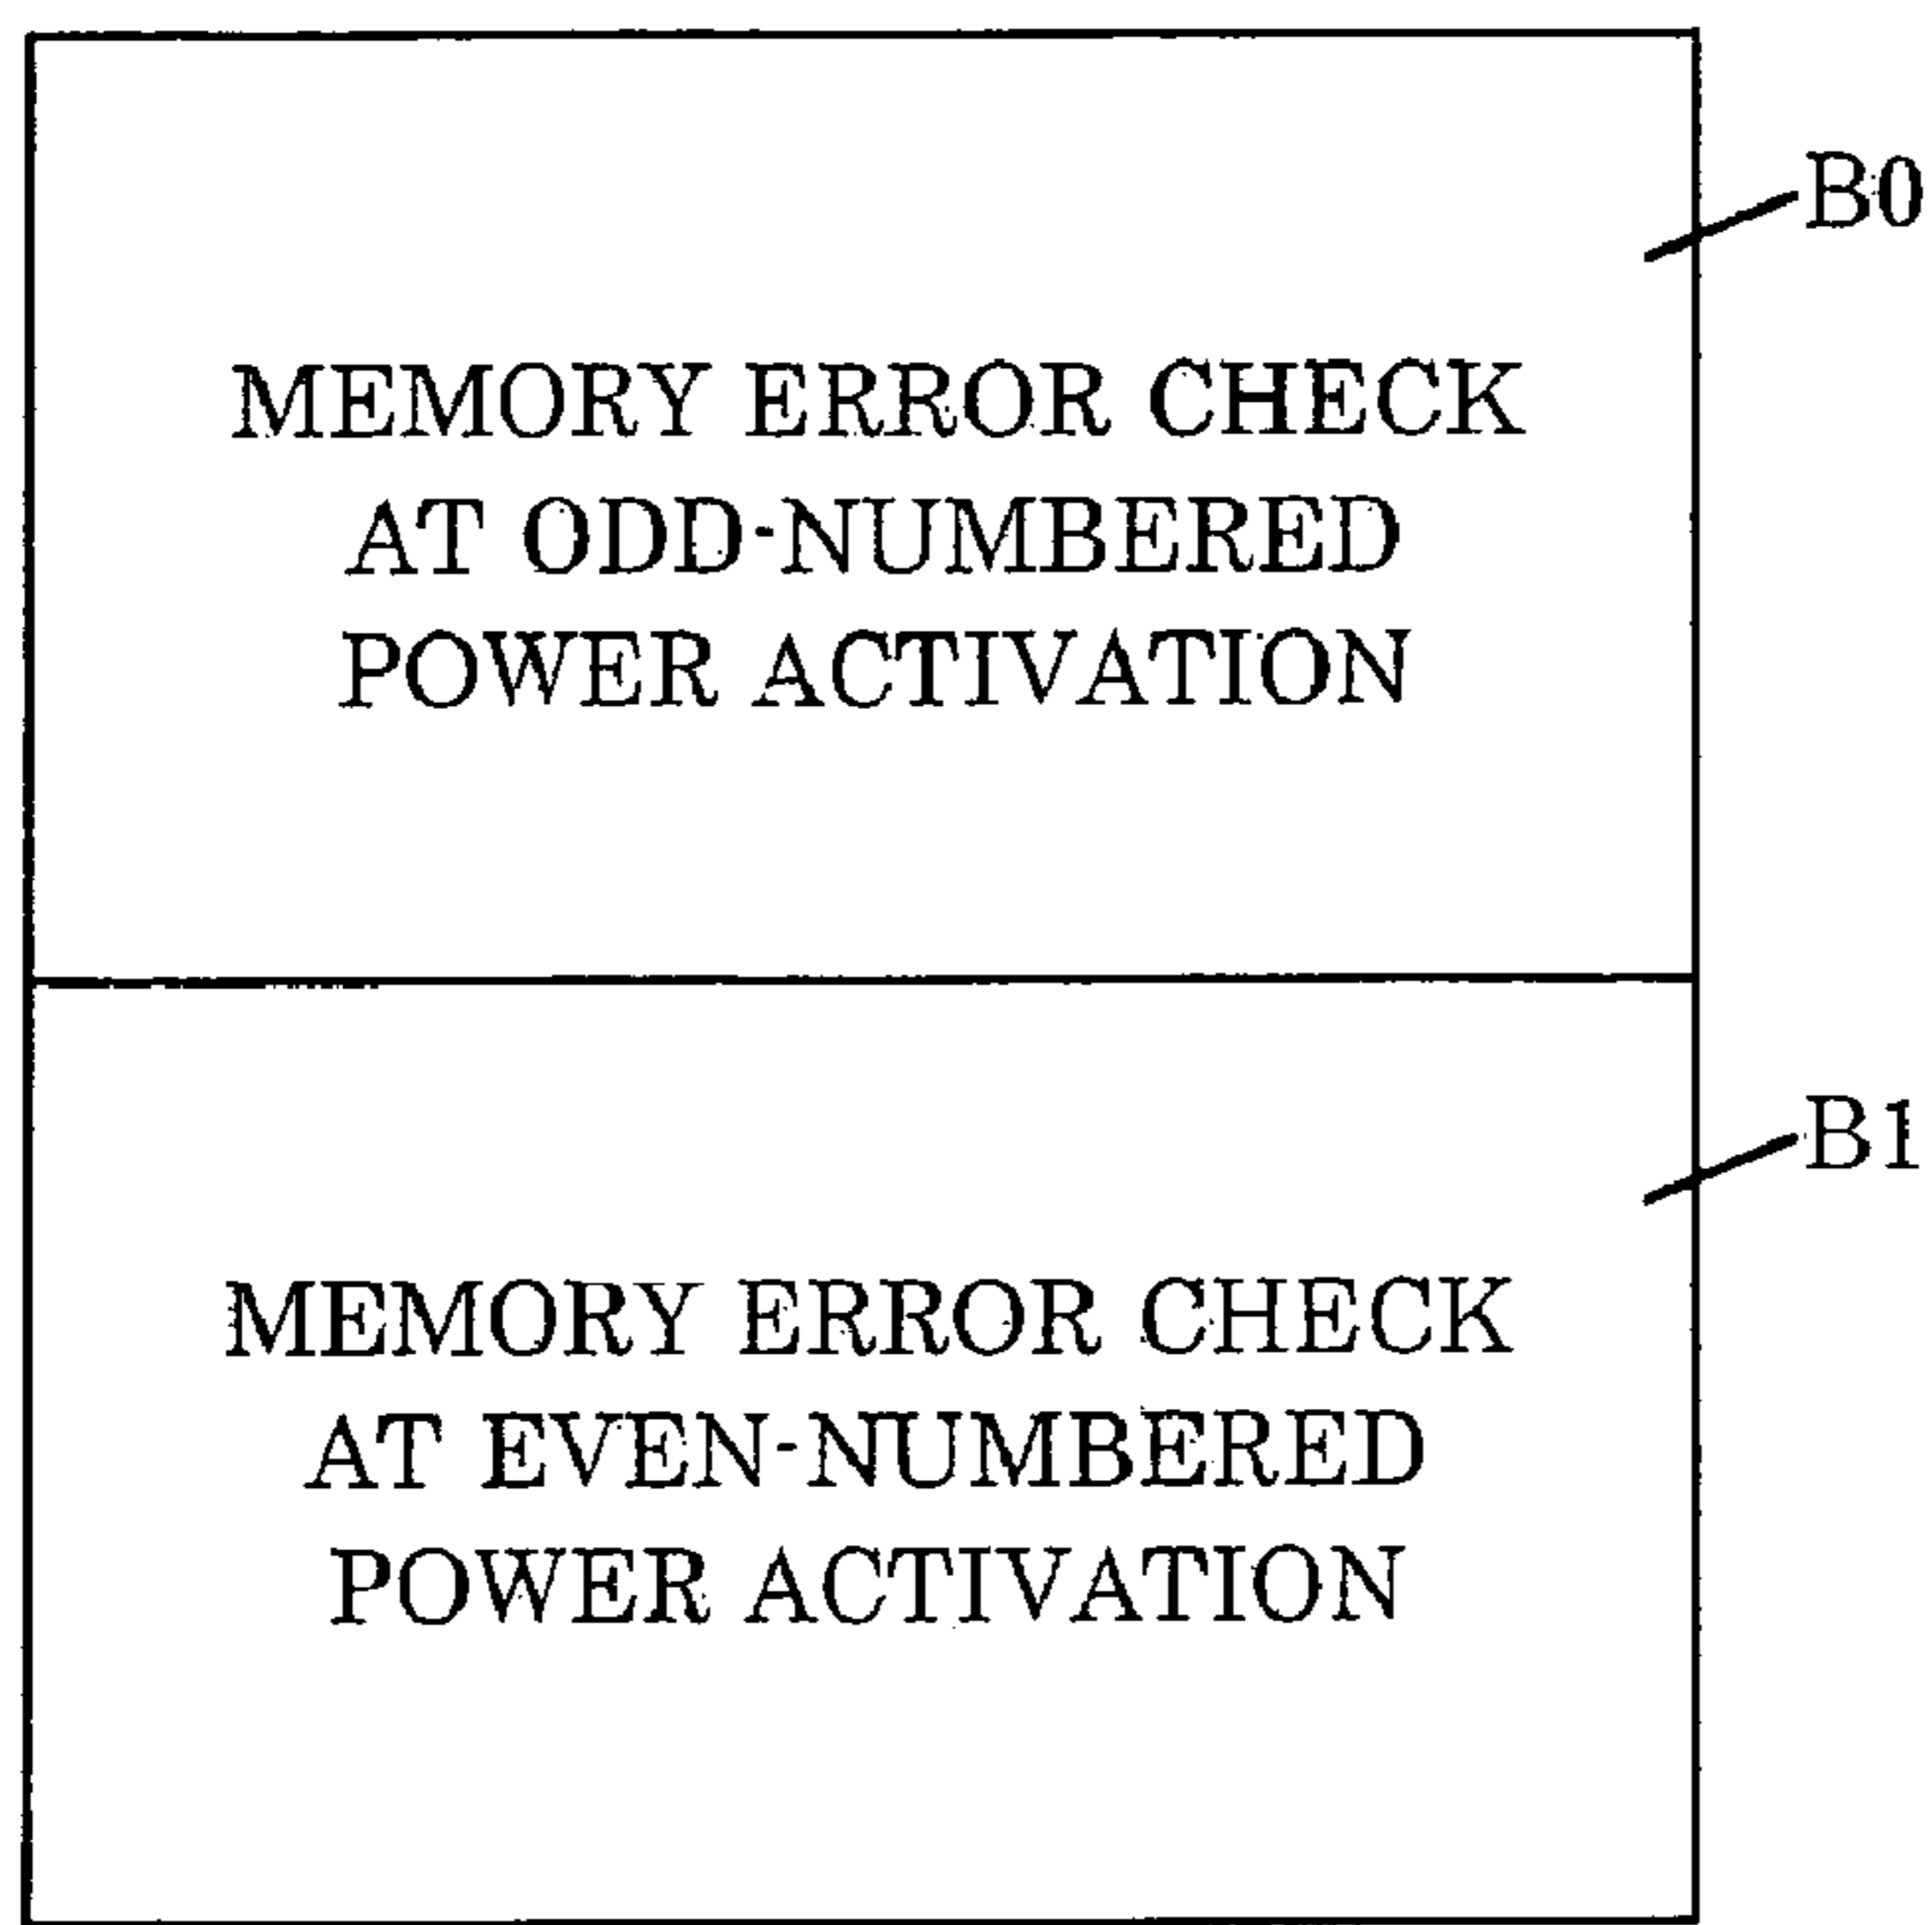 B0
MEMORY ERROR CHECK
AT ODD-NUMBERED
POWER ACTIVATION
B1
MEMORY ERROR CHECK
AT EVEN-NUMBERED
POWER ACTIVATION